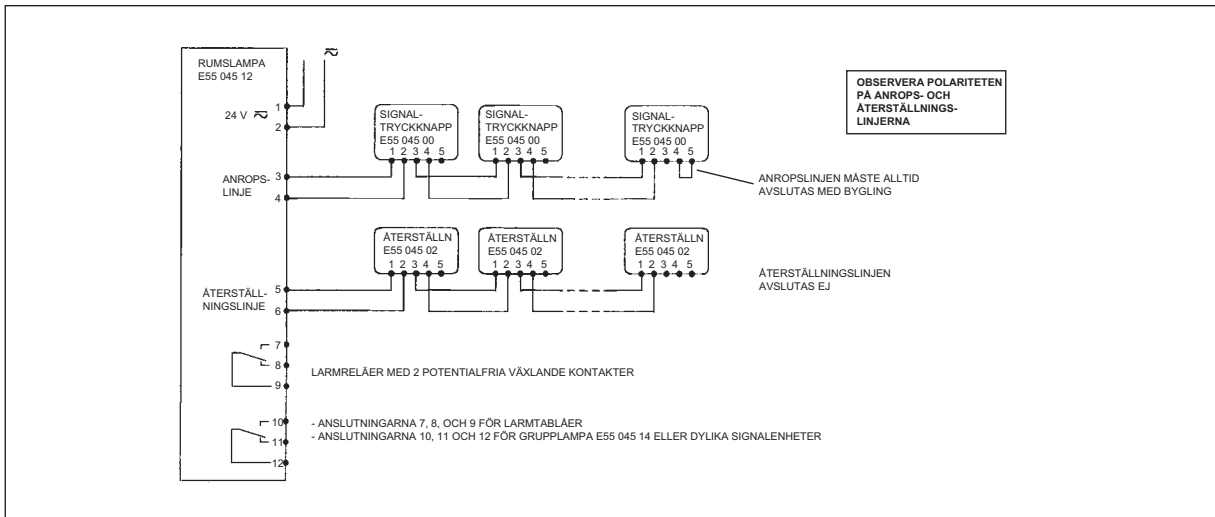 RUMSLAMPA
E55 045 12
1
24 V
2
OBSERVERA POLARITETEN
PÅ ANROPS- OCH
ÅTERSTÄLLNINGS-
LINJERNA
SIGNAL-
TRYCKKNAPP
E55 045 00
1 2 3 4 5
SIGNAL-
TRYCKKNAPP
E55 045 00
1 2 3 4 5
SIGNAL-
TRYCKKNAPP
E55 045 00
1 2 3 4 5
ANROPS-
LINJE
3
4
ANROPSLINJEN MÅSTE ALLTID
AVSLUTAS MED BYGLING
ÅTERSTÄLLN
E55 045 02
1 2 3 4 5
ÅTERSTÄLLN
E55 045 02
1 2 3 4 5
ÅTERSTÄLLN
E55 045 02
1 2 3 4 5
ÅTERSTÄLLNINGSLINJEN
AVSLUTAS EJ
ÅTERSTÄLL-
NINGSLINJE
5
6
7
8
9
LARMRELÄER MED 2 POTENTIALFRIA VÄXLANDE KONTAKTER
10
11
12
- ANSLUTNINGARNA 7, 8, OCH 9 FÖR LARMTABLÅER
- ANSLUTNINGARNA 10, 11 OCH 12 FÖR GRUPPLAMPA E55 045 14 ELLER DYLIKA SIGNALENHETER